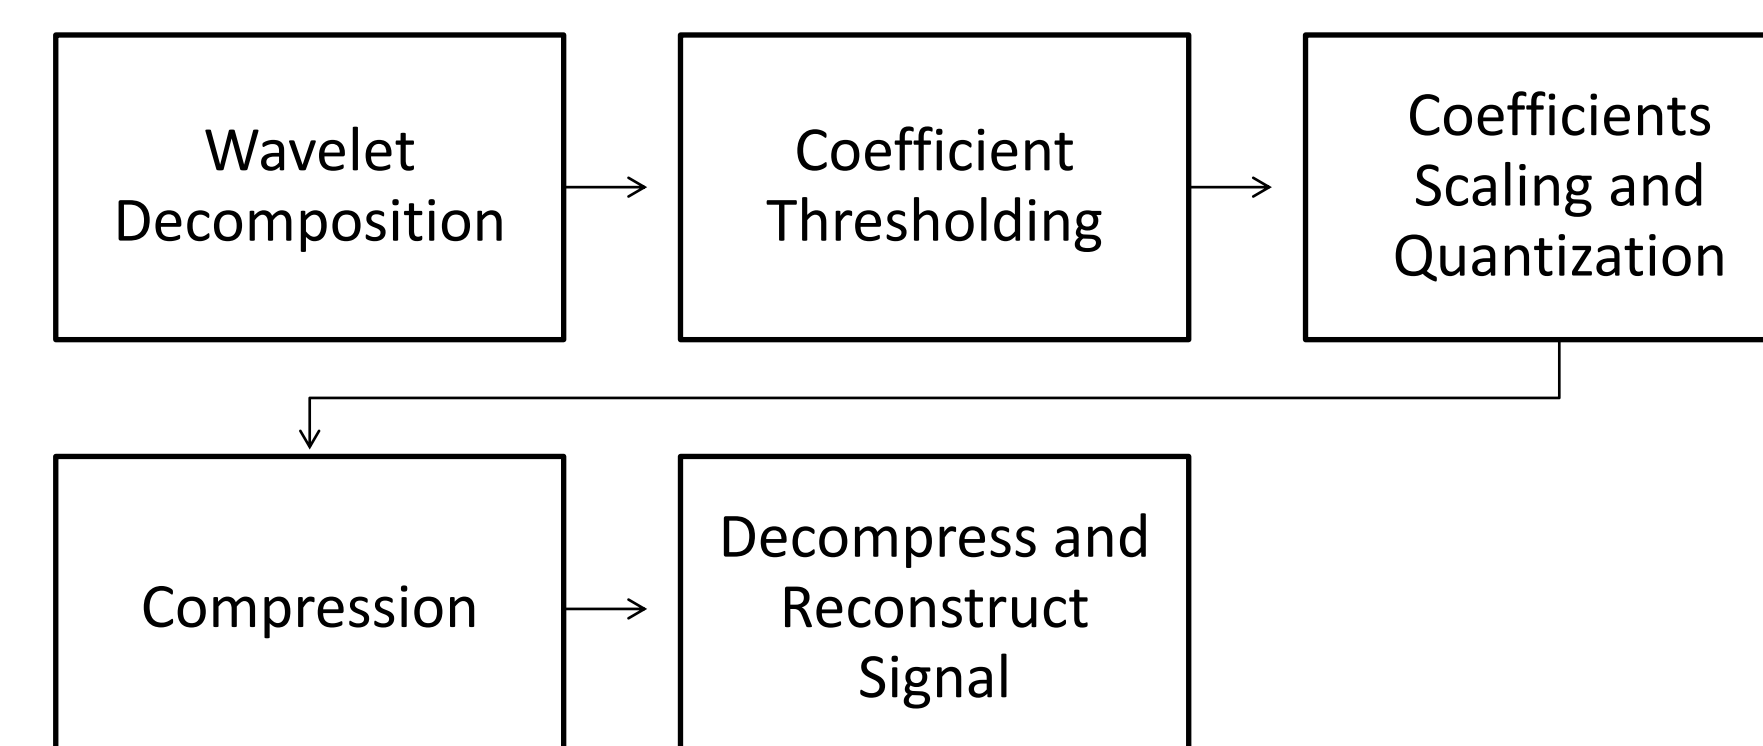 Wavelet
Decomposition
Coefficient
Thresholding
Coefficients
Scaling and
Quantization
Compression
Decompress and
Reconstruct
Signal